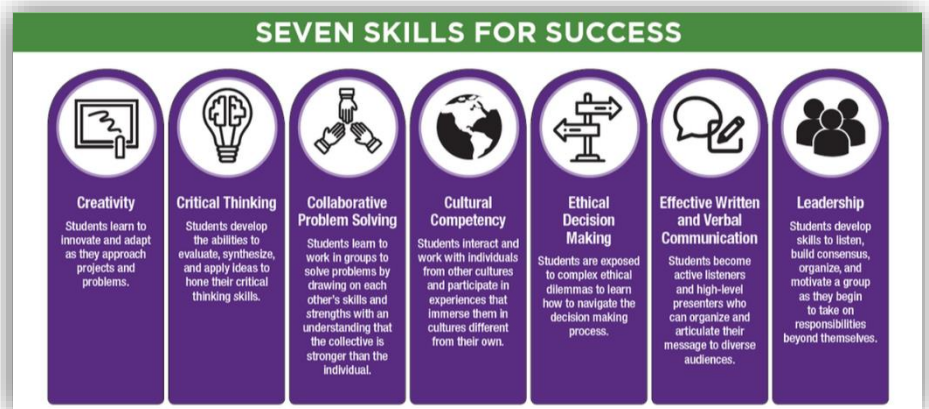 SEVEN SKILLS FOR SUCCESS
Creativity
Students learn to
innovate and adapt
as they approach
projects and
problems.
Critical Thinking
Students develop
the abilities to
evaluate, synthesize,
and apply ideas to
hone their critical
thinking skills.
Collaborative
Problem Solving
Students learn to
work in groups to
solve problems by
drawing on each
other's skills and
strengths with an
understanding that
the collective is
stronger than the
individual.
Cultural
Competency
Students interact and
work with individuals
from other cultures
and participate in
experiences that
immerse them in
cultures different
from their own.
Ethical
Decision
Making
Students are exposed
to complex ethical
dilemmas to learn
how to navigate the
decision making
process.
Effective Written
and Verbal
Communication
Students become
active listeners
and high-level
presenters who
can organize and
articulate their
message to diverse
audiences.
Leadership
Students develop
skills to listen,
build consensus,
organize, and
motivate a group
as they begin
to take on
responsibilities
beyond themselves.